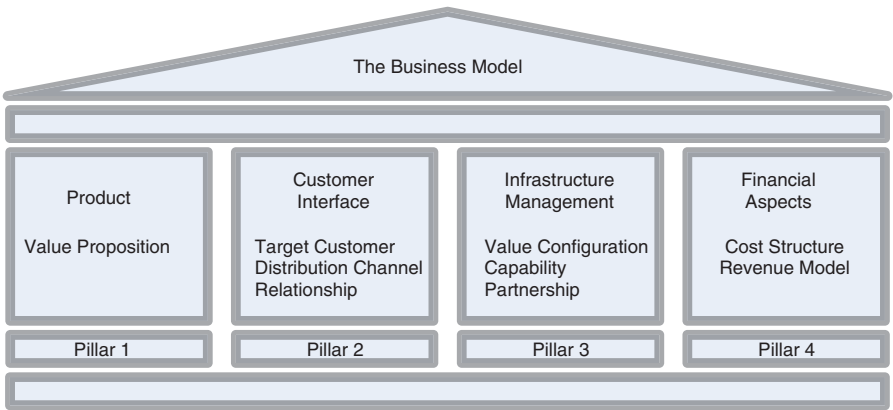 The Business Model
Product
Value Proposition
Customer
Interface
Target Customer
Distribution Channel
Relationship
Infrastructure
Management
Value Configuration
Capability
Partnership
Financial
Aspects
Cost Structure
Revenue Model
Pillar 1
Pillar 2
Pillar 3
Pillar 4